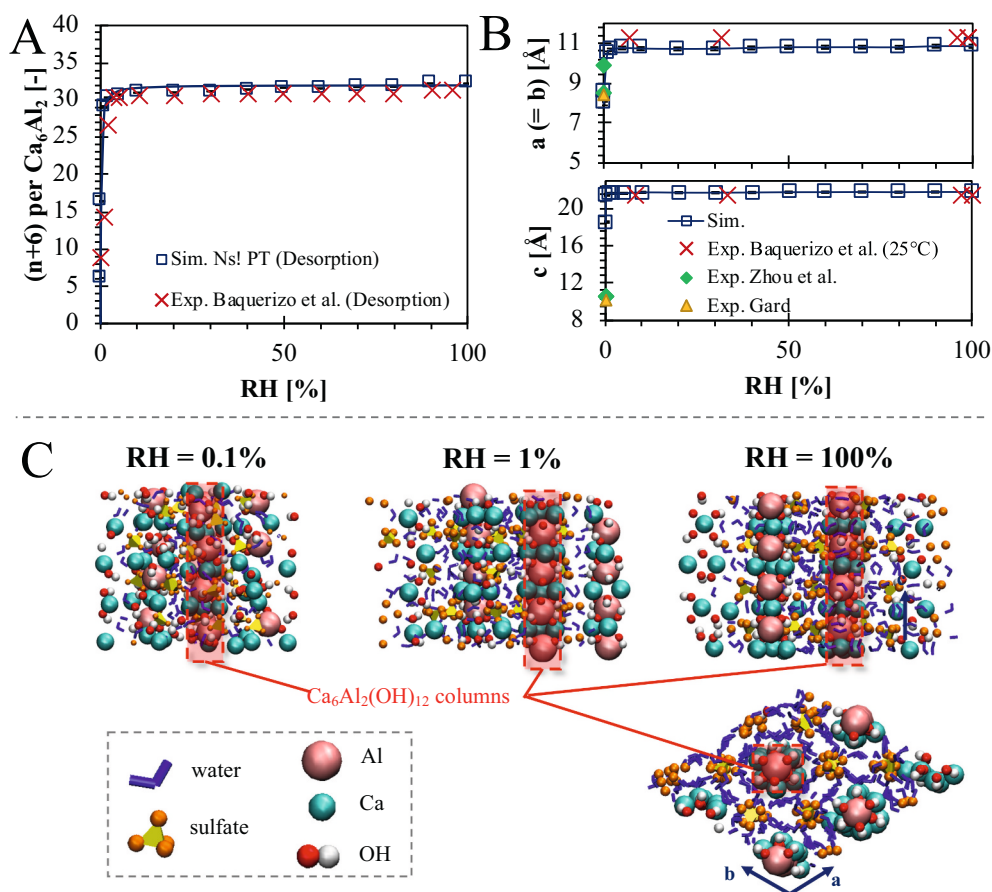 A
(n+6) per Ca₆Al₂ [-]
40
35
30
25
20
15
10
5
0
Sim. Ns! PT (Desorption)
Exp. Baquerizo et al. (Desorption)
0
50
100
RH [%]
B
a (= b) [Å]
11
9
7
5
c [Å]
20
16
12
8
Sim.
Exp. Baquerizo et al. (25°C)
Exp. Zhou et al.
Exp. Gard
0
50
100
RH [%]
C
RH = 0.1%
RH = 1%
RH = 100%
Ca₆Al₂(OH)₁₂ columns
water
sulfate
Al
Ca
OH
b
a